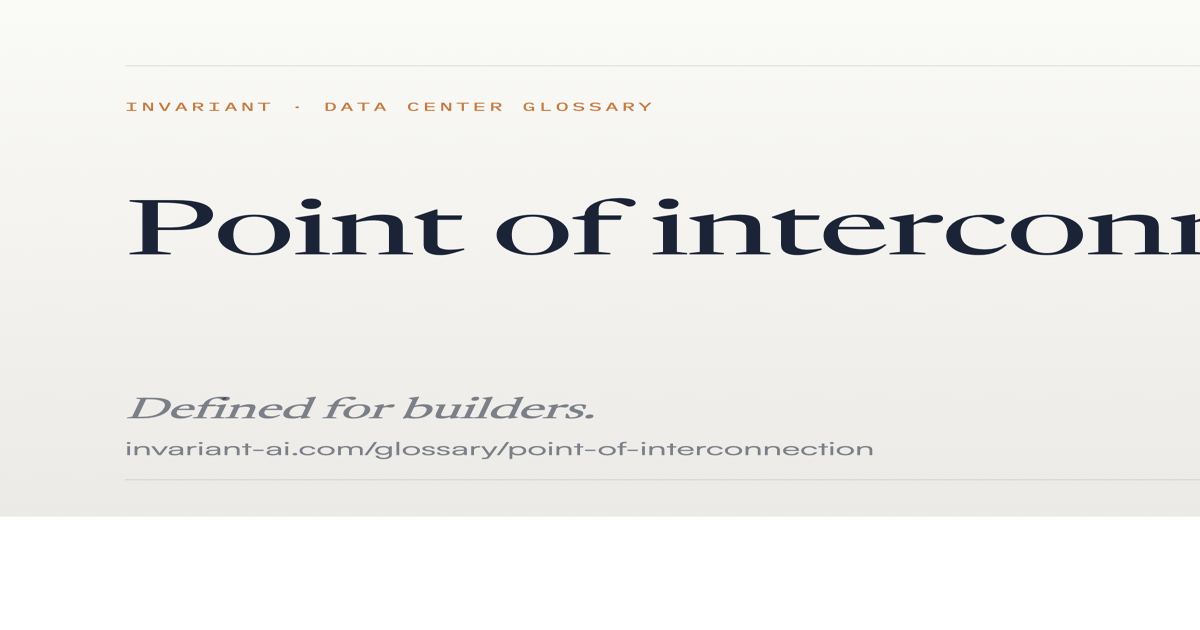 INVARIANT · DATA CENTER GLOSSARY
Point of interconn
Defined for builders.
invariant-ai.com/glossary/point-of-interconnection